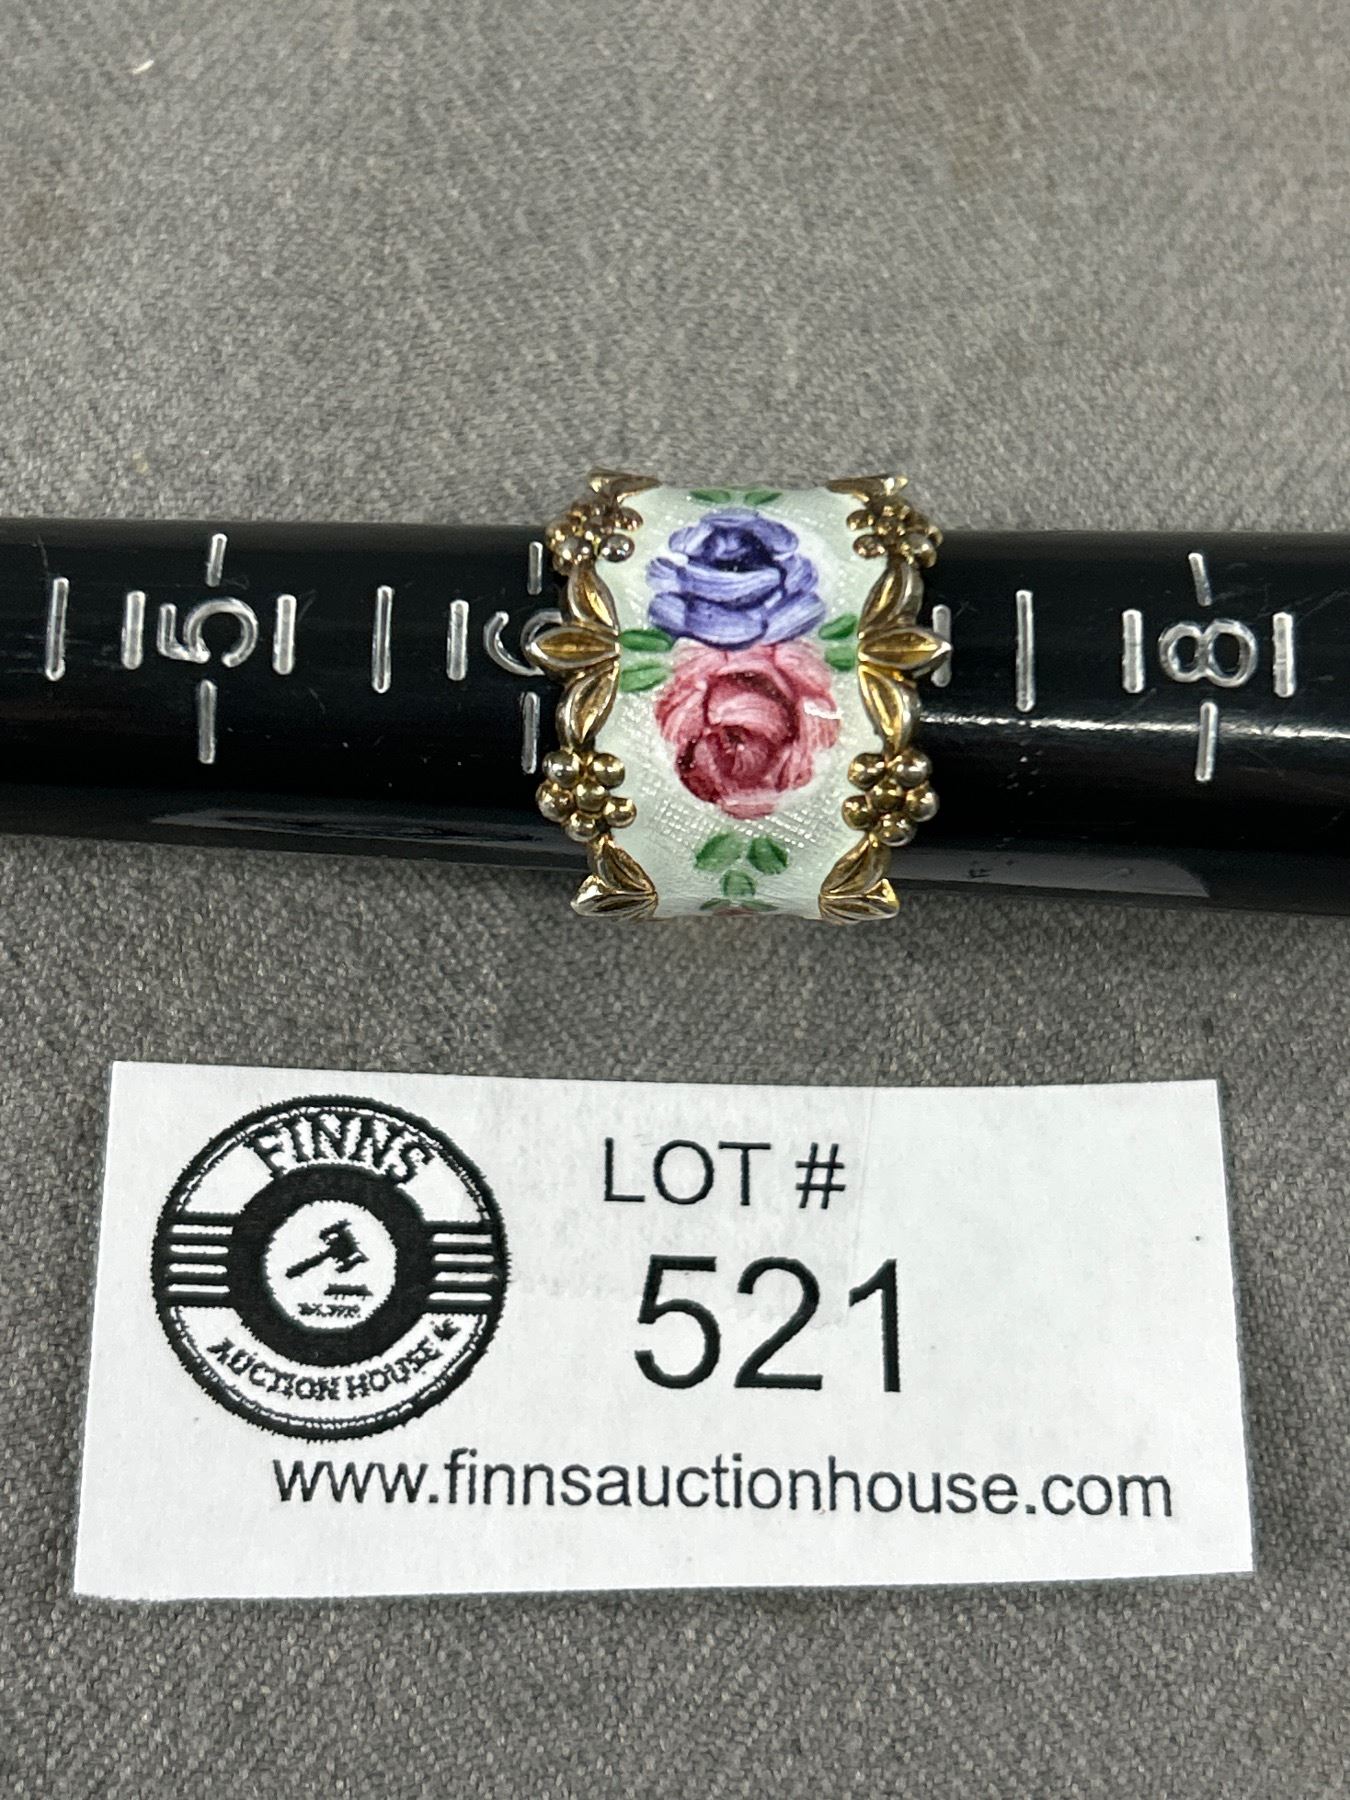 5 6 8
FINNS
AUCTION HOUSE
LOT #
521
www.finnsauctionhouse.com